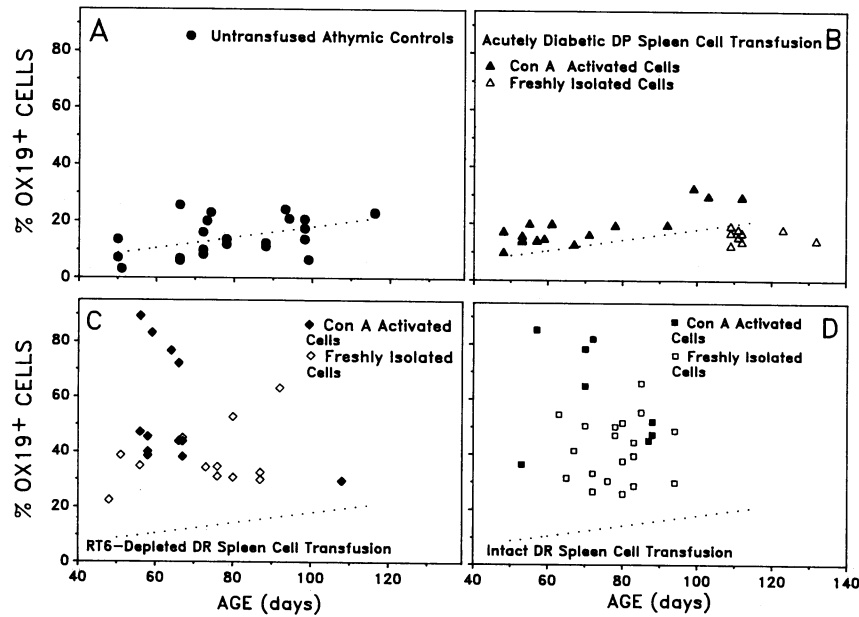 A
Untransfused Athymic Controls
% OX19+ CELLS
80
60
40
20
0
Acutely Diabetic DP Spleen Cell Transfusion
B
Con A Activated Cells
Freshly Isolated Cells
C
Con A Activated
Cells
Freshly Isolated
Cells
% OX19+ CELLS
80
60
40
20
0
RT6-Depleted DR Spleen Cell Transfusion
40
60
80
100
120
AGE (days)
D
Con A Activated
Cells
Freshly Isolated
Cells
Intact DR Spleen Cell Transfusion
40
60
80
100
120
140
AGE (days)